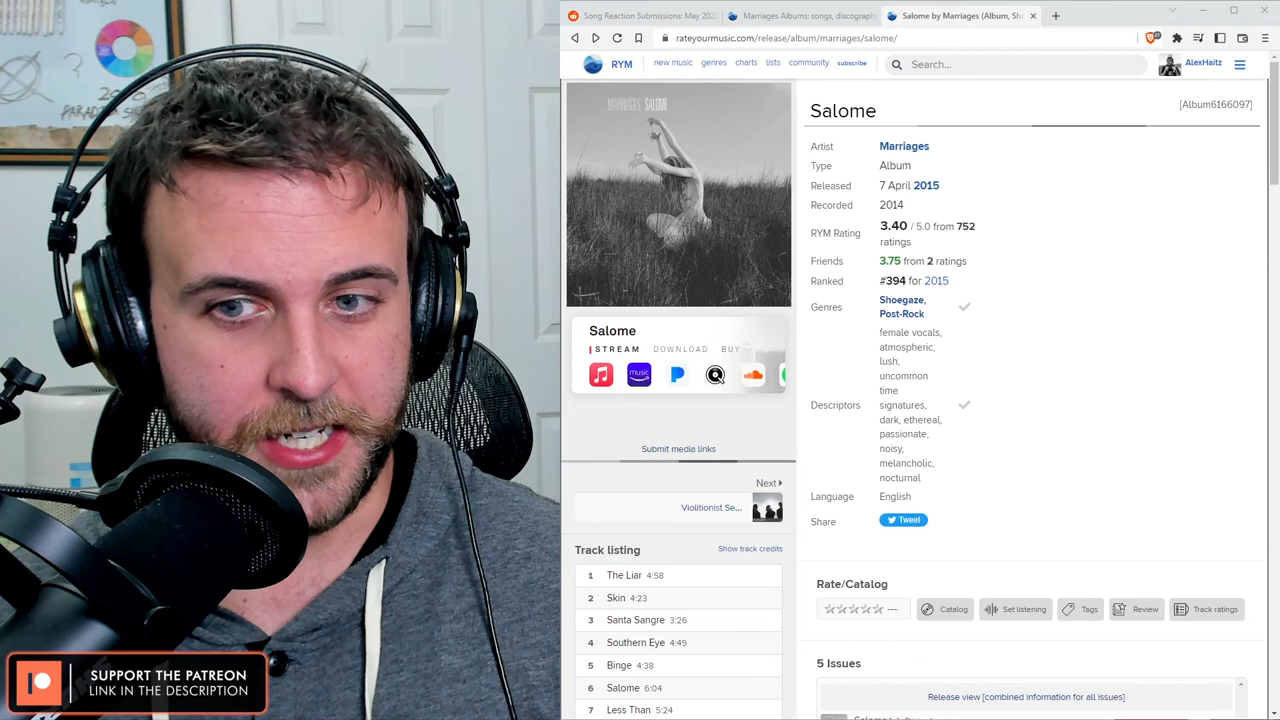 Song Reaction Submissions: May 202
Marriages Albums: songs, discography
Salome by Marriages (Album, Sho
rateyourmusic.com/release/album/marriages/salome/
RYM
new music
genres
charts
lists
community
subscribe
Search...
AlexHaitz
MARRIAGES SALOME
Salome
STREAM DOWNLOAD BUY
music
Submit media links
Next
Violitionist Se...
Track listing
Show track credits
1 The Liar 4:58
2 Skin 4:23
3 Santa Sangre 3:26
4 Southern Eye 4:49
5 Binge 4:38
6 Salome 6:04
7 Less Than 5:24
Salome
[Album6166097]
Artist Marriages
Type Album
Released 7 April 2015
Recorded 2014
RYM Rating 3.40 / 5.0 from 752
ratings
Friends 3.75 from 2 ratings
Ranked #394 for 2015
Genres Shoegaze,
Post-Rock
Descriptors female vocals,
atmospheric,
lush,
uncommon
time
signatures,
dark, ethereal,
passionate,
noisy,
melancholic,
nocturnal
Language English
Share Tweet
Rate/Catalog
--- Catalog Set listening Tags Review Track ratings
5 Issues
Release view [combined information for all issues]
SUPPORT THE PATREON
LINK IN THE DESCRIPTION